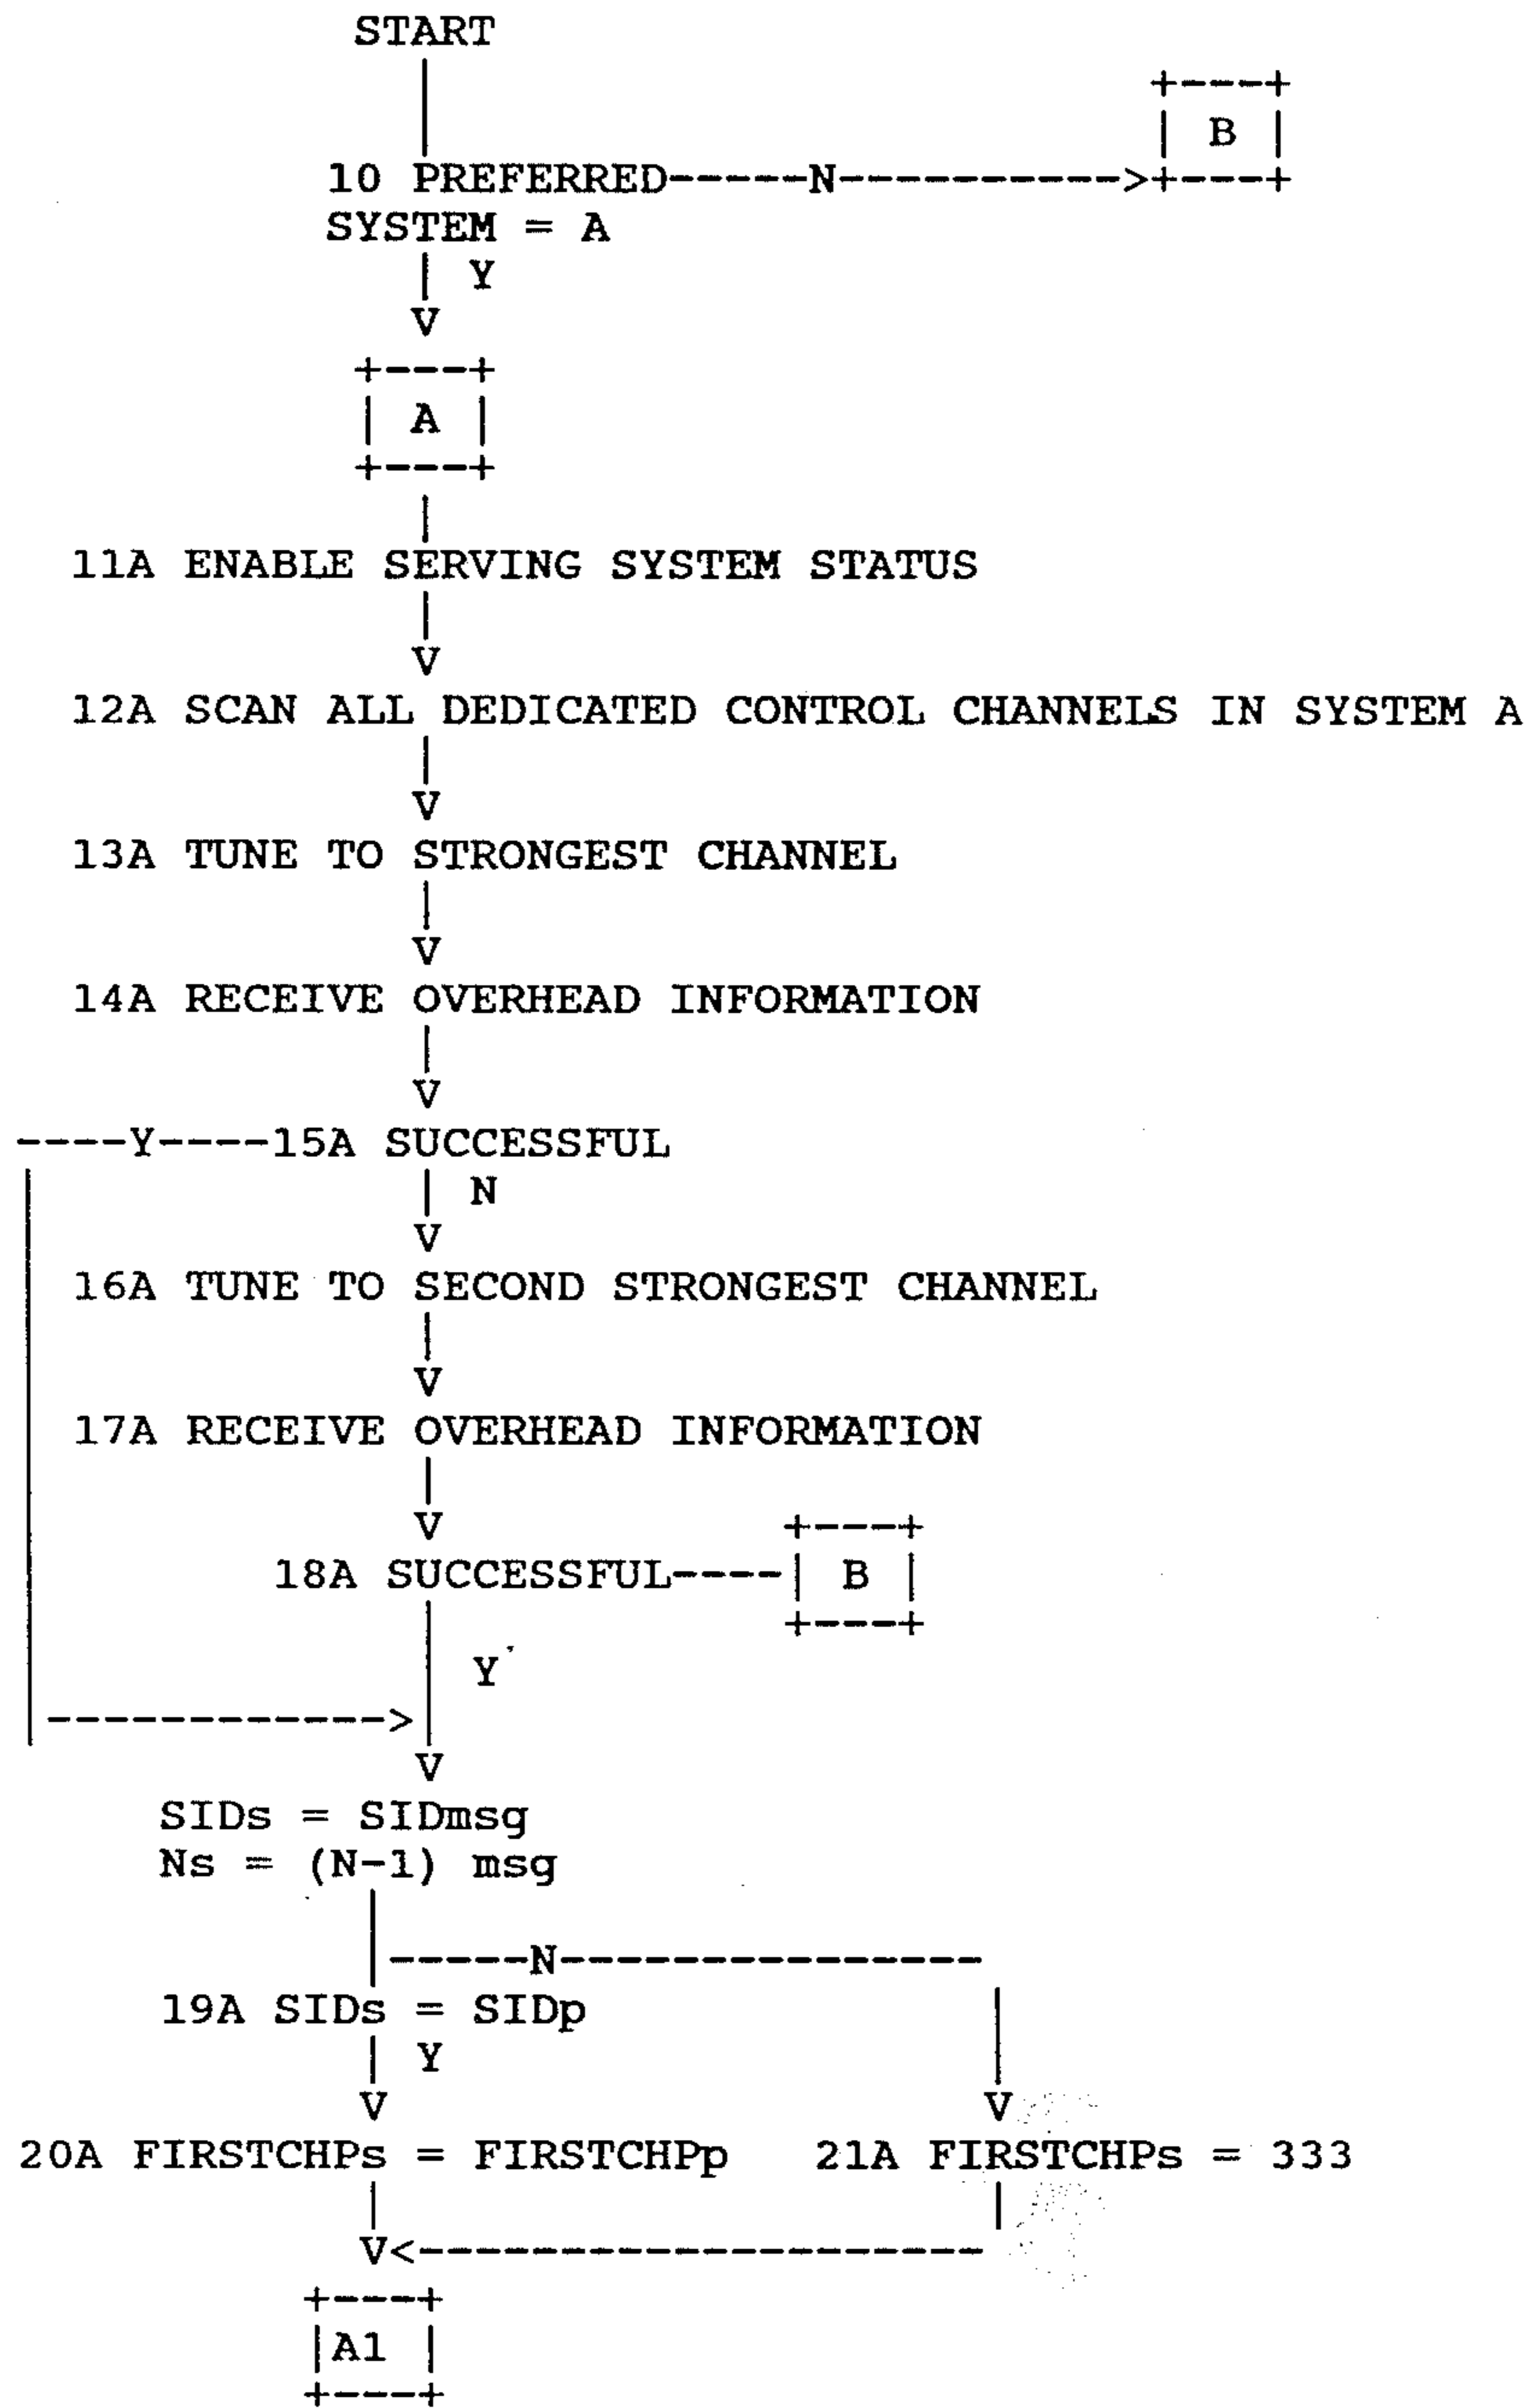 START
B
10 PREFERRED-----N---------->
SYSTEM = A
Y
V
A
11A ENABLE SERVING SYSTEM STATUS
V
12A SCAN ALL DEDICATED CONTROL CHANNELS IN SYSTEM A
V
13A TUNE TO STRONGEST CHANNEL
V
14A RECEIVE OVERHEAD INFORMATION
V
----Y----15A SUCCESSFUL
N
V
16A TUNE TO SECOND STRONGEST CHANNEL
V
17A RECEIVE OVERHEAD INFORMATION
V
18A SUCCESSFUL----| B |
Y
V
SIDs = SIDmsg
Ns = (N-1) msg
N
19A SIDs = SIDp
Y
V V
20A FIRSTCHPs = FIRSTCHPp 21A FIRSTCHPs = 333
V
A1